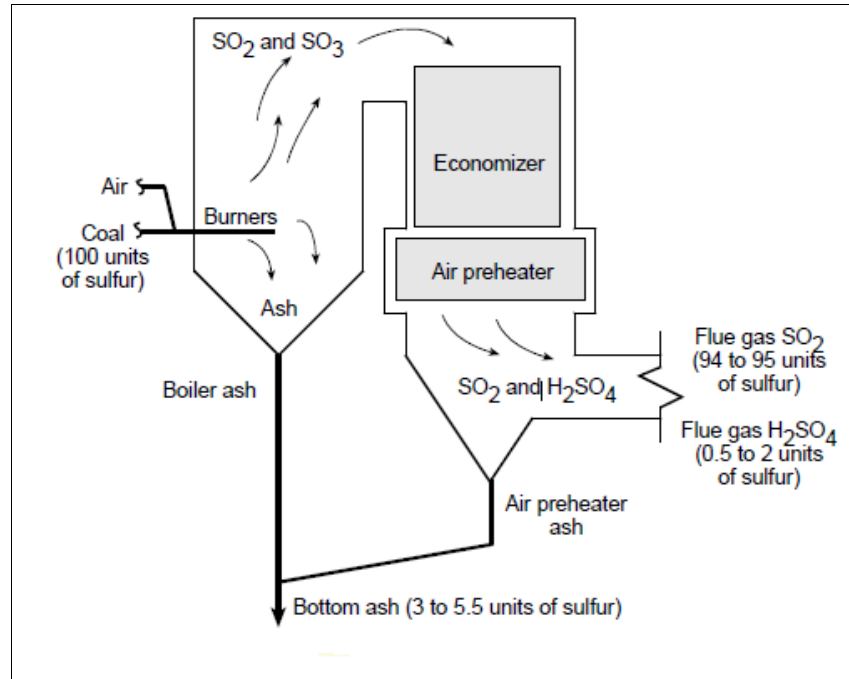 SO2 and SO3
Economizer
Air
Burners
Coal
(100 units
of sulfur)
Air preheater
Ash
Flue gas SO2
(94 to 95 units
of sulfur)
Boiler ash
SO2 and H2SO4
Flue gas H2SO4
(0.5 to 2 units
of sulfur)
Air preheater
ash
Bottom ash (3 to 5.5 units of sulfur)